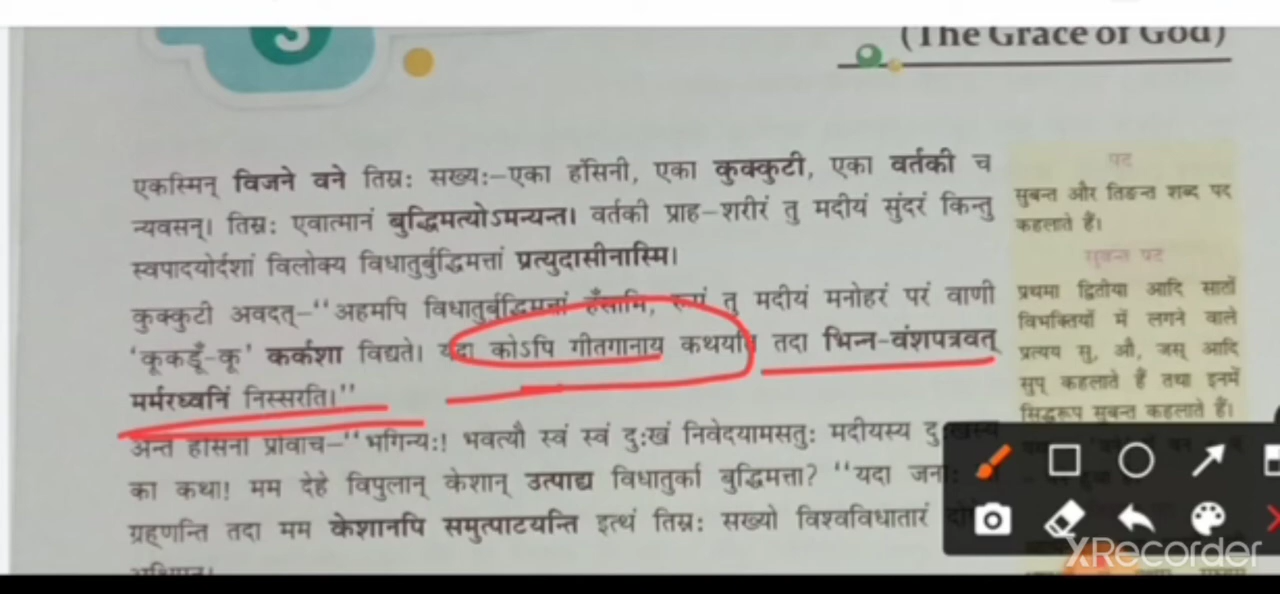 3
(The Grace of God)
एकस्मिन् विजने वने तिस्रः सख्यः-एका हंसिनी, एका कुक्कुटी, एका वर्तकी च
न्यवसन्। तिस्रः एवात्मानं बुद्धिमत्योऽमन्यन्त। वर्तकी प्राह-शरीरं तु मदीयं सुंदरं किन्तु
स्वपादयोर्दशां विलोक्य विधातुर्बुद्धिमत्तां प्रत्युदासीनास्मि।
कुक्कुटी अवदत्-"अहमपि विधातुर्बुद्धिमत्तां हँसामि, रूपं तु मदीयं मनोहरं परं वाणी
'कूकडूँ-कू' कर्कशा विद्यते। यदा कोऽपि गीतगानाय कथयति तदा भिन्न-वंशपत्रवत्
मर्मरध्वनिं निस्सरति।"
अन्ते हंसिनी प्रोवाच-"भगिन्यः! भवत्यौ स्वं स्वं दुःखं निवेदयामसतुः मदीयस्य दुःखस्य
का कथा! मम देहे विपुलान् केशान् उत्पाद्य विधातुर्का बुद्धिमत्ता? "यदा जनाः
ग्रहणन्ति तदा मम केशानपि समुत्पाटयन्ति इत्थं तिस्रः सख्यो विश्वविधातारं
पद
सुबन्त और तिङन्त शब्द पद
कहलाते हैं।
सुबन्त पद
प्रथमा द्वितीया आदि सातों
विभक्तियों में लगने वाले
प्रत्यय सु, औ, जस् आदि
सुप् कहलाते हैं तथा इनमें
सिद्धरूप सुबन्त कहलाते हैं।
XRecorder